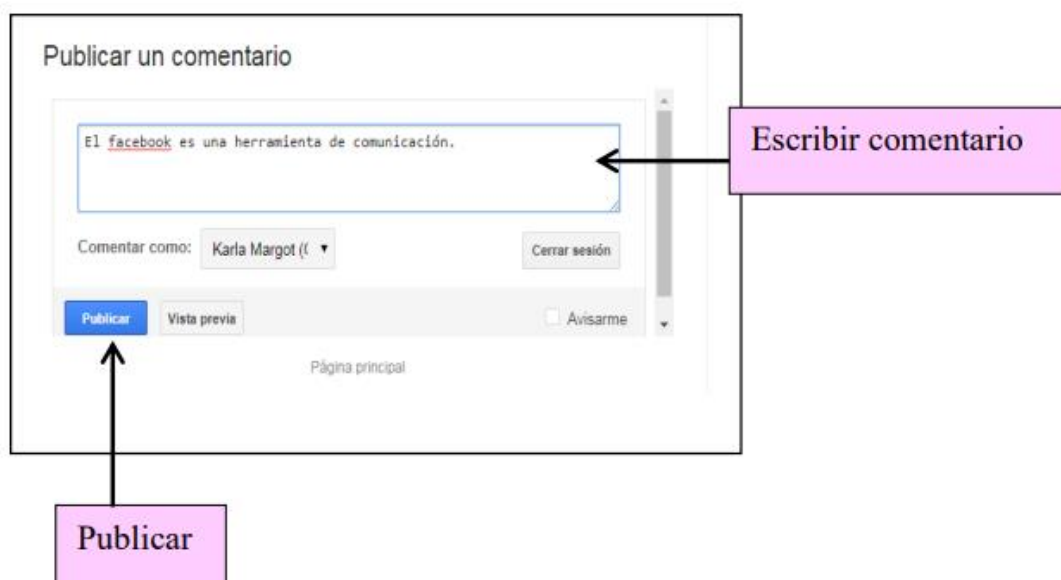 Publicar un comentario
El facebook es una herramienta de comunicación.
Escribir comentario
Comentar como:
Karla Margot ((
Cerrar sesión
Publicar
Vista previa
Avisarme
Página principal
Publicar